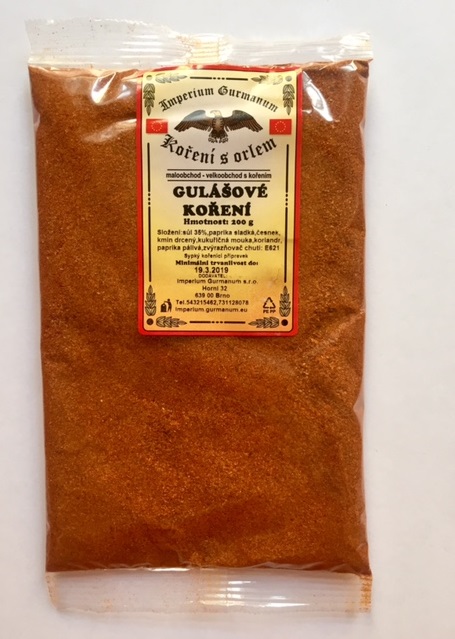 Imperium Gurmanum
Koření s orlem
maloobchod - velkoobchod s kořením
GULÁŠOVÉ
KOŘENÍ
Hmotnost: 200 g
Složení:sůl 36%,paprika sladká,česnek,
kmín drcený,kukuřičná mouka,koriandr,
paprika pálivá,zvýrazňovač chuti: E621
Sypký kořenící přípravek
Minimální trvanlivost do:
19.3.2019
DODAVATEL:
Imperium Gurmanum s.r.o.
Horní 32
639 00 Brno
Tel.543215462,731128078
imperium.gurmanum.eu
PE PP